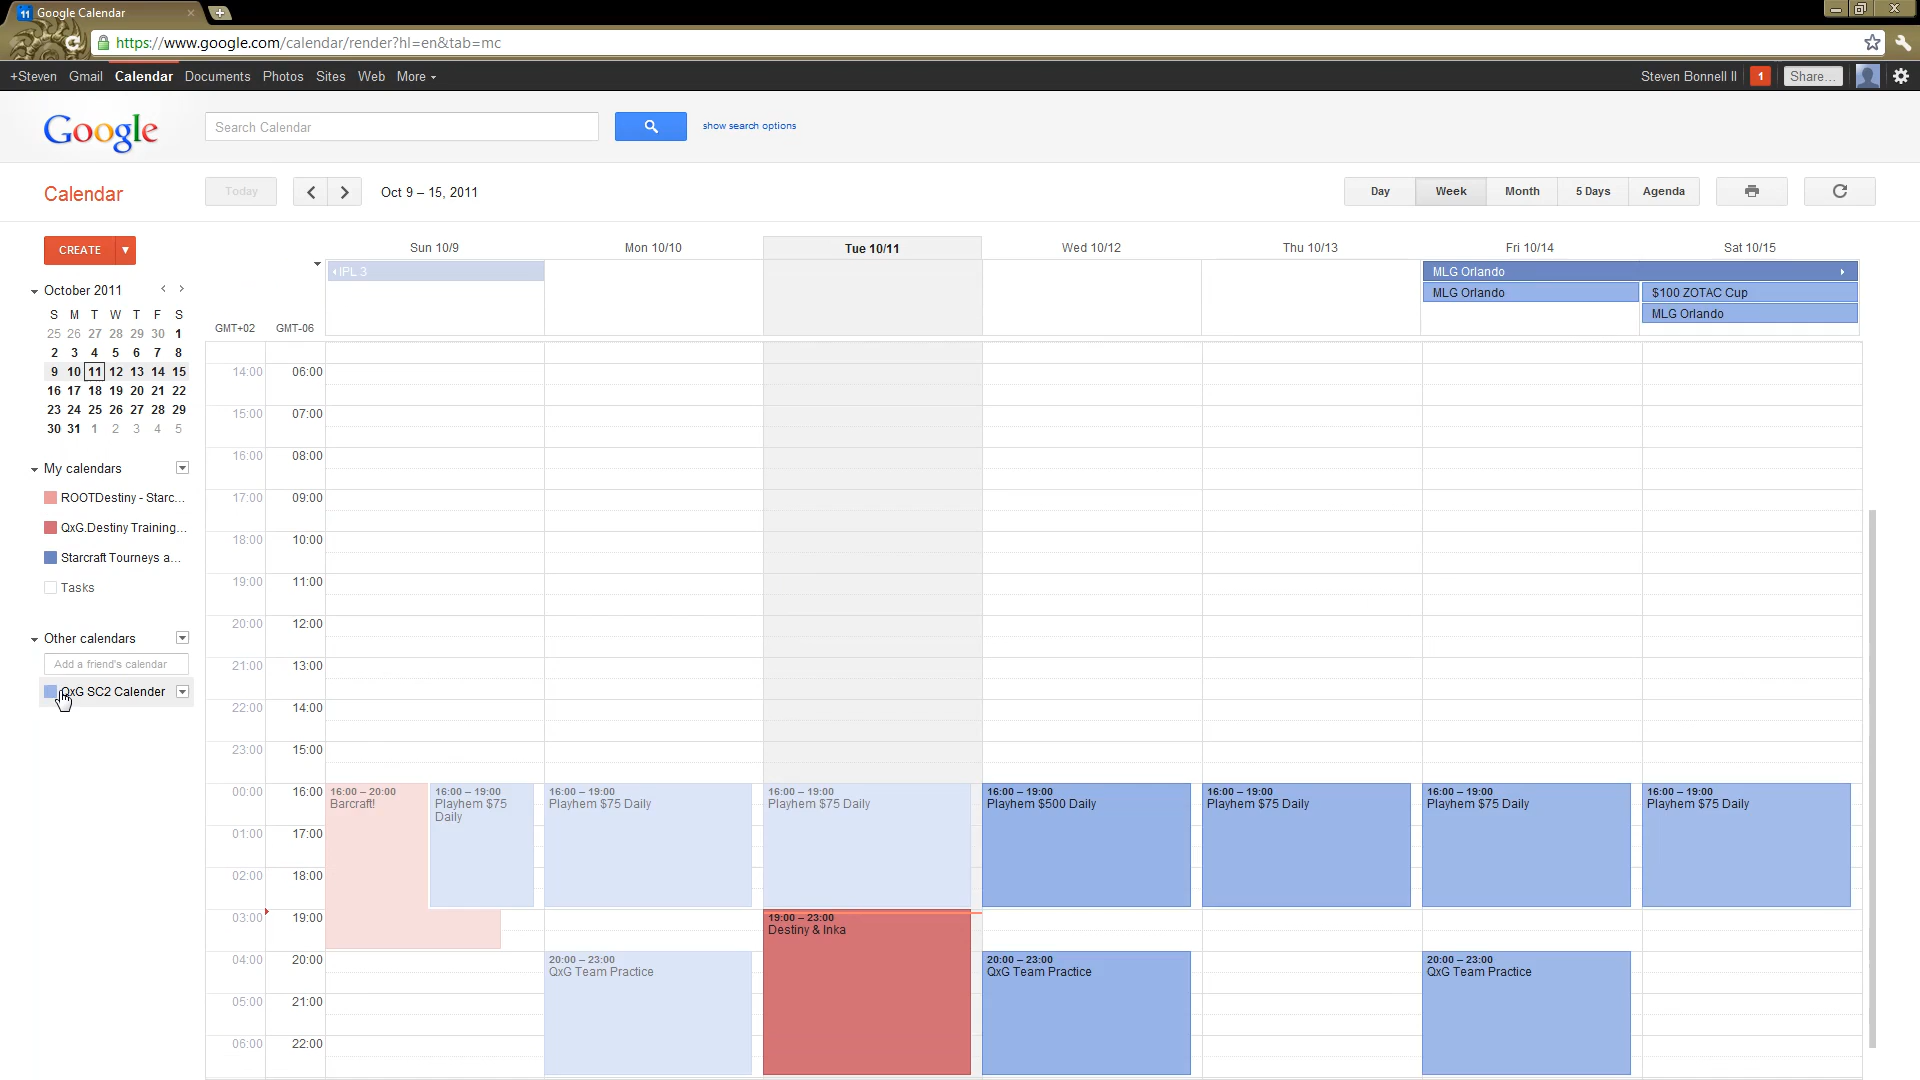 11 Google Calendar
https://www.google.com/calendar/render?hl=en&tab=mc
+Steven Gmail Calendar Documents Photos Sites Web More
Steven Bonnell II 1 Share...
Google
Search Calendar
show search options
Calendar
Today
Oct 9 – 15, 2011
Day Week Month 5 Days Agenda
CREATE
October 2011
S M T W T F S
25 26 27 28 29 30 1
2 3 4 5 6 7 8
9 10 11 12 13 14 15
16 17 18 19 20 21 22
23 24 25 26 27 28 29
30 31 1 2 3 4 5
My calendars
ROOTDestiny - Starc...
QxG.Destiny Training...
Starcraft Tourneys a...
Tasks
Other calendars
Add a friend's calendar
QxG SC2 Calender
Sun 10/9 Mon 10/10 Tue 10/11 Wed 10/12 Thu 10/13 Fri 10/14 Sat 10/15
IPL 3 MLG Orlando
MLG Orlando $100 ZOTAC Cup
MLG Orlando
GMT+02 GMT-06
14:00 06:00
15:00 07:00
16:00 08:00
17:00 09:00
18:00 10:00
19:00 11:00
20:00 12:00
21:00 13:00
22:00 14:00
23:00 15:00
00:00 16:00
01:00 17:00
02:00 18:00
03:00 19:00
04:00 20:00
05:00 21:00
06:00 22:00
16:00 – 20:00
Barcraft!
16:00 – 19:00
Playhem $75
Daily
16:00 – 19:00
Playhem $75 Daily
16:00 – 19:00
Playhem $75 Daily
16:00 – 19:00
Playhem $500 Daily
16:00 – 19:00
Playhem $75 Daily
16:00 – 19:00
Playhem $75 Daily
16:00 – 19:00
Playhem $75 Daily
19:00 – 23:00
Destiny & Inka
20:00 – 23:00
QxG Team Practice
20:00 – 23:00
QxG Team Practice
20:00 – 23:00
QxG Team Practice